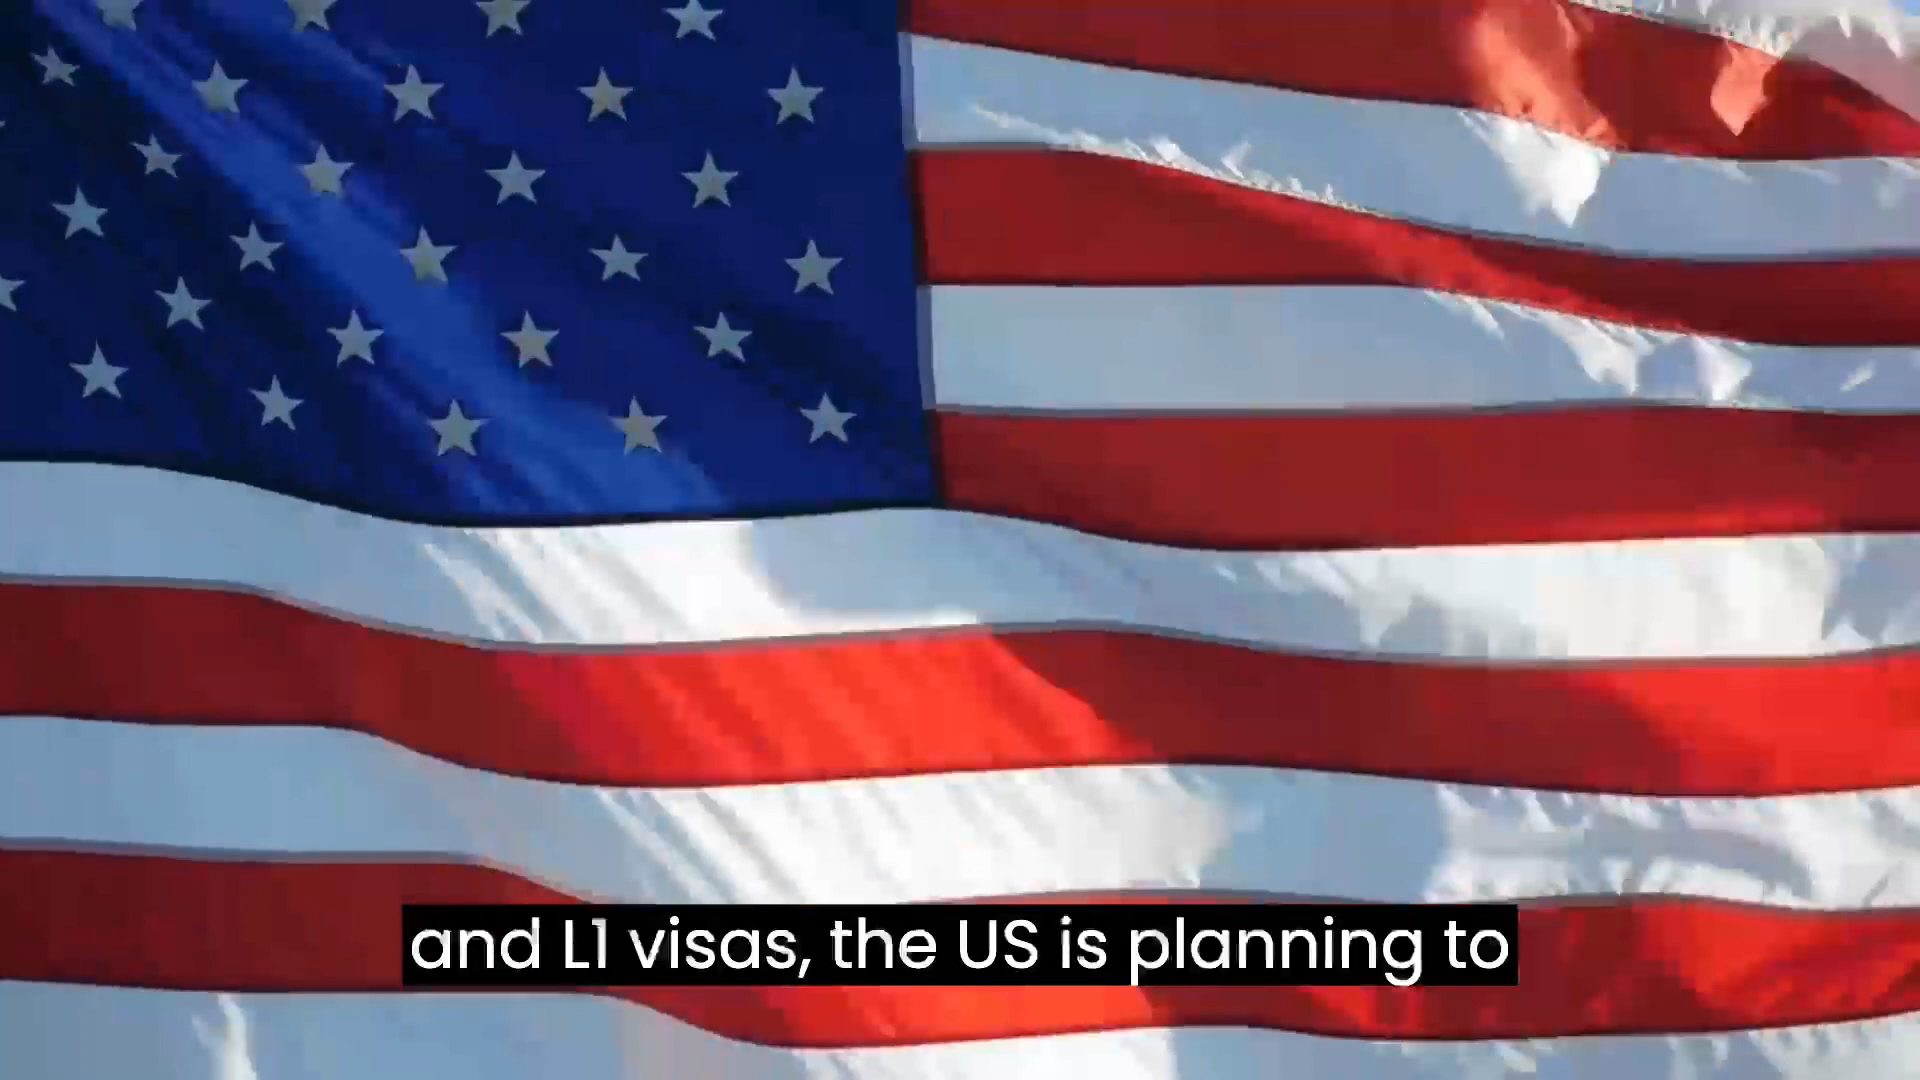 and L1 visas, the US is planning to